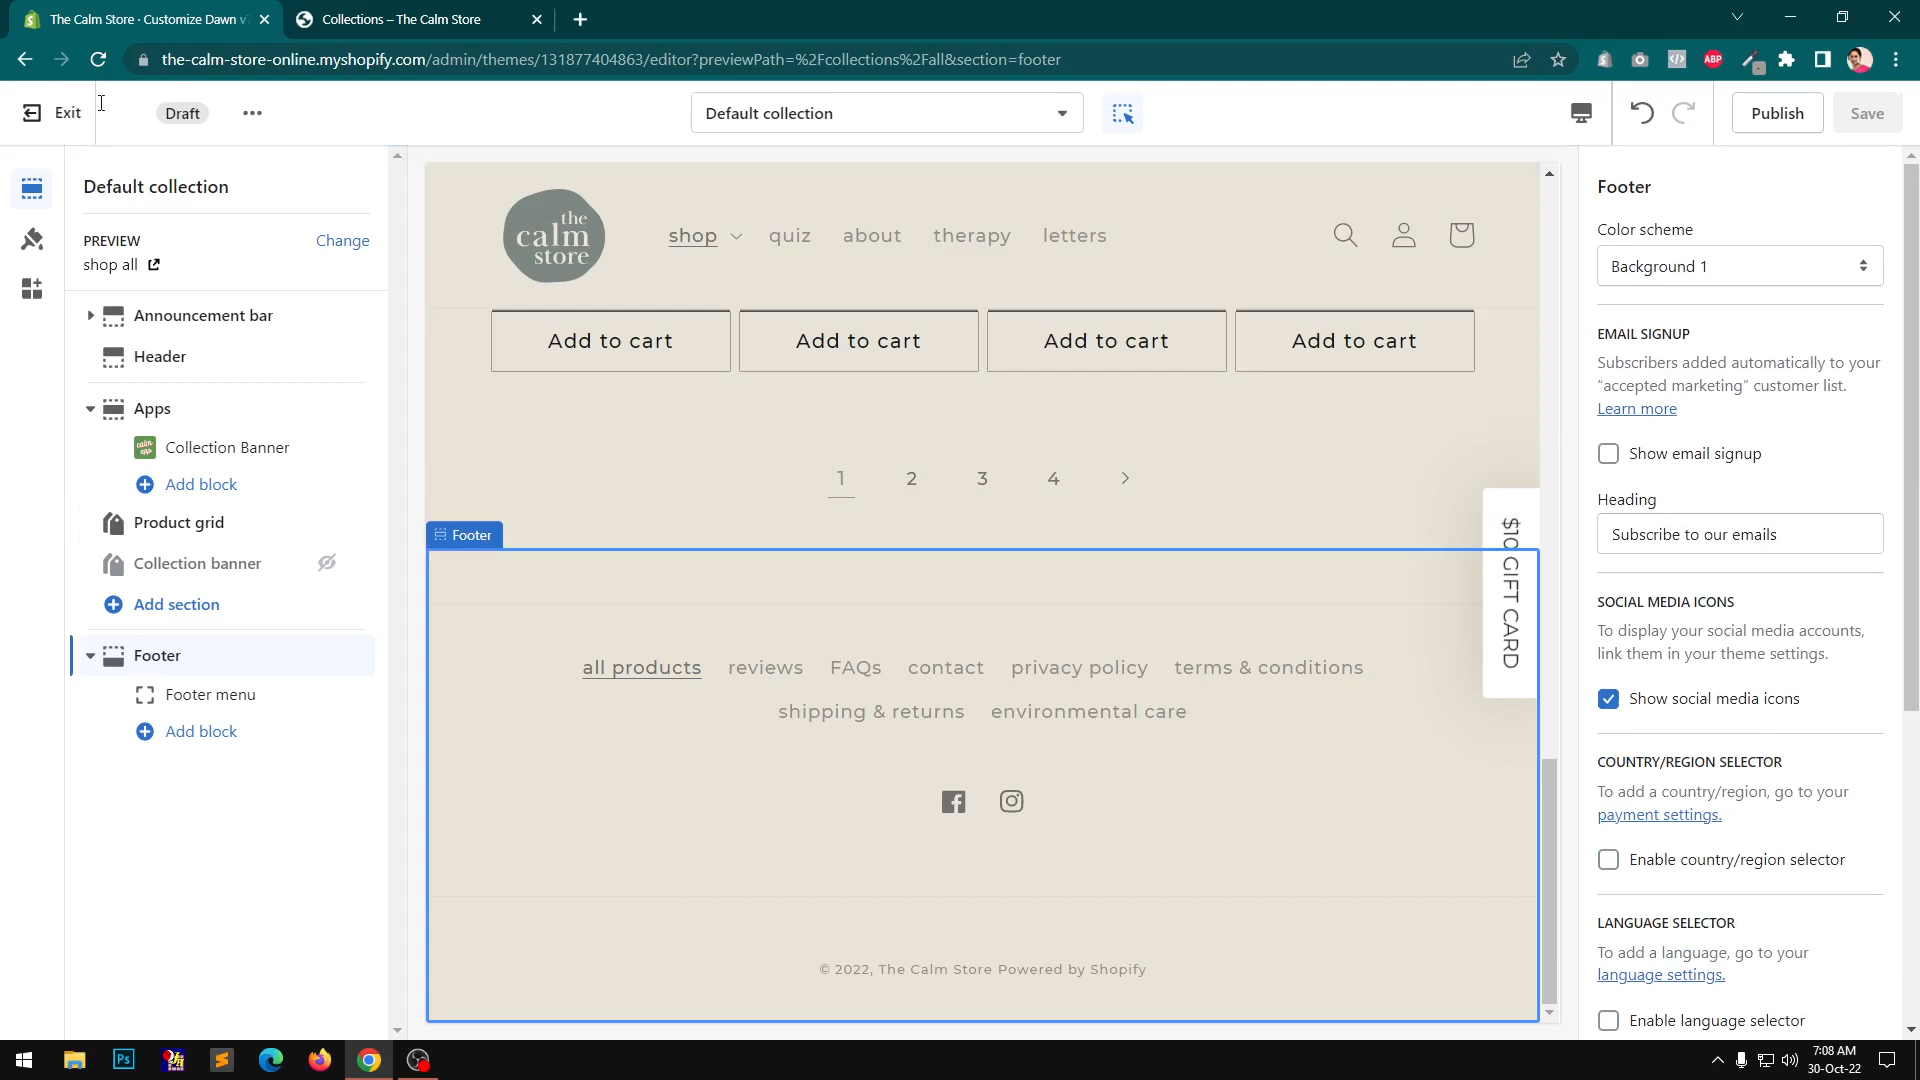 The Calm Store · Customize Dawn v
Collections – The Calm Store
the-calm-store-online.myshopify.com/admin/themes/131877404863/editor?previewPath=%2Fcollections%2Fall&section=footer
ABP
Exit
Draft
Default collection
Publish
Save
Default collection
PREVIEW
Change
shop all
Announcement bar
Header
Apps
Collection Banner
Add block
Product grid
Collection banner
Add section
Footer
Footer menu
Add block
the
calm
store
shop
quiz
about
therapy
letters
Add to cart
Add to cart
Add to cart
Add to cart
1
2
3
4
$10 GIFT CARD
Footer
all products
reviews
FAQs
contact
privacy policy
terms & conditions
shipping & returns
environmental care
© 2022, The Calm Store Powered by Shopify
Footer
Color scheme
Background 1
EMAIL SIGNUP
Subscribers added automatically to your
“accepted marketing” customer list.
Learn more
Show email signup
Heading
Subscribe to our emails
SOCIAL MEDIA ICONS
To display your social media accounts,
link them in your theme settings.
Show social media icons
COUNTRY/REGION SELECTOR
To add a country/region, go to your
payment settings.
Enable country/region selector
LANGUAGE SELECTOR
To add a language, go to your
language settings.
Enable language selector
Ps
7:08 AM
30-Oct-22